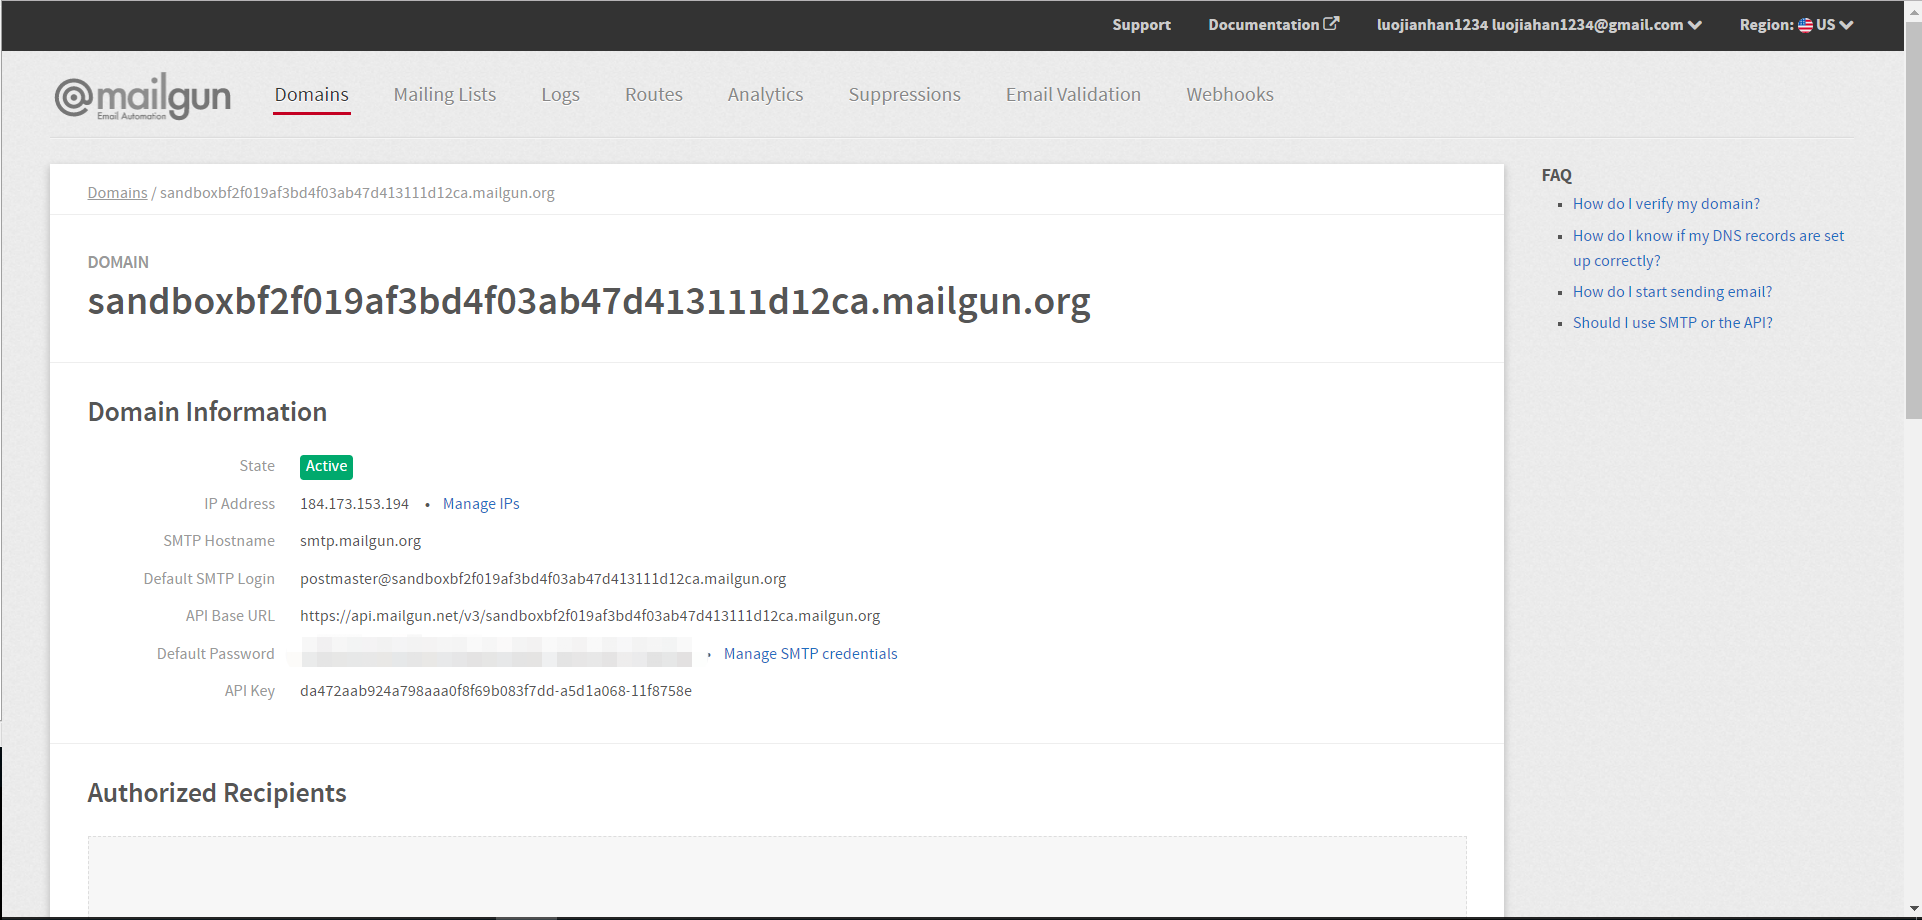 Support Documentation luojianhan1234 luojiahan1234@gmail.com Region: US
@mailgun
Email Automation
Domains Mailing Lists Logs Routes Analytics Suppressions Email Validation Webhooks
Domains / sandboxbf2f019af3bd4f03ab47d413111d12ca.mailgun.org
DOMAIN
sandboxbf2f019af3bd4f03ab47d413111d12ca.mailgun.org
Domain Information
State Active
IP Address 184.173.153.194 • Manage IPs
SMTP Hostname smtp.mailgun.org
Default SMTP Login postmaster@sandboxbf2f019af3bd4f03ab47d413111d12ca.mailgun.org
API Base URL https://api.mailgun.net/v3/sandboxbf2f019af3bd4f03ab47d413111d12ca.mailgun.org
Default Password • Manage SMTP credentials
API Key da472aab924a798aaa0f8f69b083f7dd-a5d1a068-11f8758e
Authorized Recipients
FAQ
How do I verify my domain?
How do I know if my DNS records are set
up correctly?
How do I start sending email?
Should I use SMTP or the API?